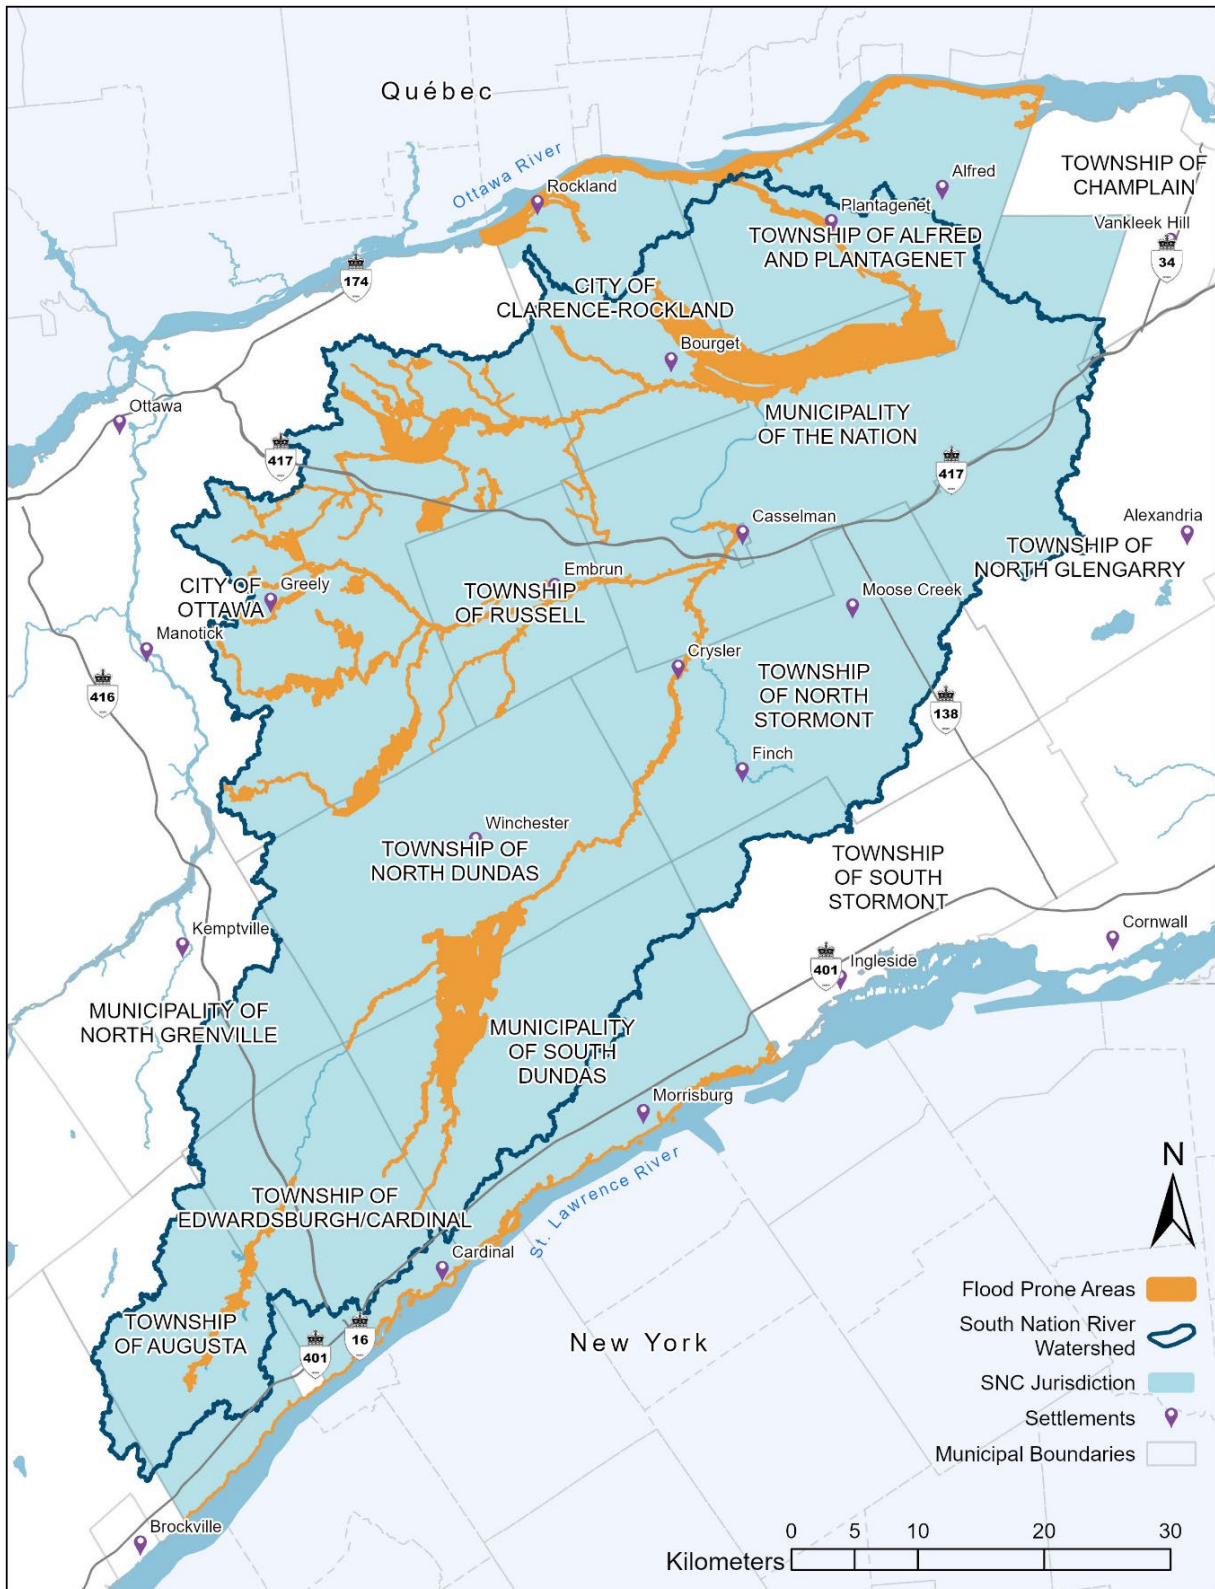 Québec
Ottawa River
Rockland
Alfred
TOWNSHIP OF
CHAMPLAIN
Plantagenet
Vankleek Hill
TOWNSHIP OF ALFRED
AND PLANTAGENET
34
174
CITY OF
CLARENCE-ROCKLAND
Bourget
Ottawa
MUNICIPALITY
OF THE NATION
417
417
Casselman
Alexandria
TOWNSHIP OF
NORTH GLENGARRY
Embrun
CITY OF
OTTAWA
Greely
TOWNSHIP
OF RUSSELL
Moose Creek
Manotick
Crysler
416
TOWNSHIP
OF NORTH
STORMONT
138
Finch
Winchester
TOWNSHIP OF
NORTH DUNDAS
TOWNSHIP
OF SOUTH
STORMONT
Kemptville
Cornwall
401
Ingleside
MUNICIPALITY OF
NORTH GRENVILLE
MUNICIPALITY
OF SOUTH
DUNDAS
Morrisburg
St. Lawrence River
N
TOWNSHIP OF
EDWARDSBURGH/CARDINAL
Cardinal
TOWNSHIP
OF AUGUSTA
401
16
New York
Flood Prone Areas
South Nation River
Watershed
SNC Jurisdiction
Settlements
Municipal Boundaries
Brockville
0 5 10 20 30
Kilometers